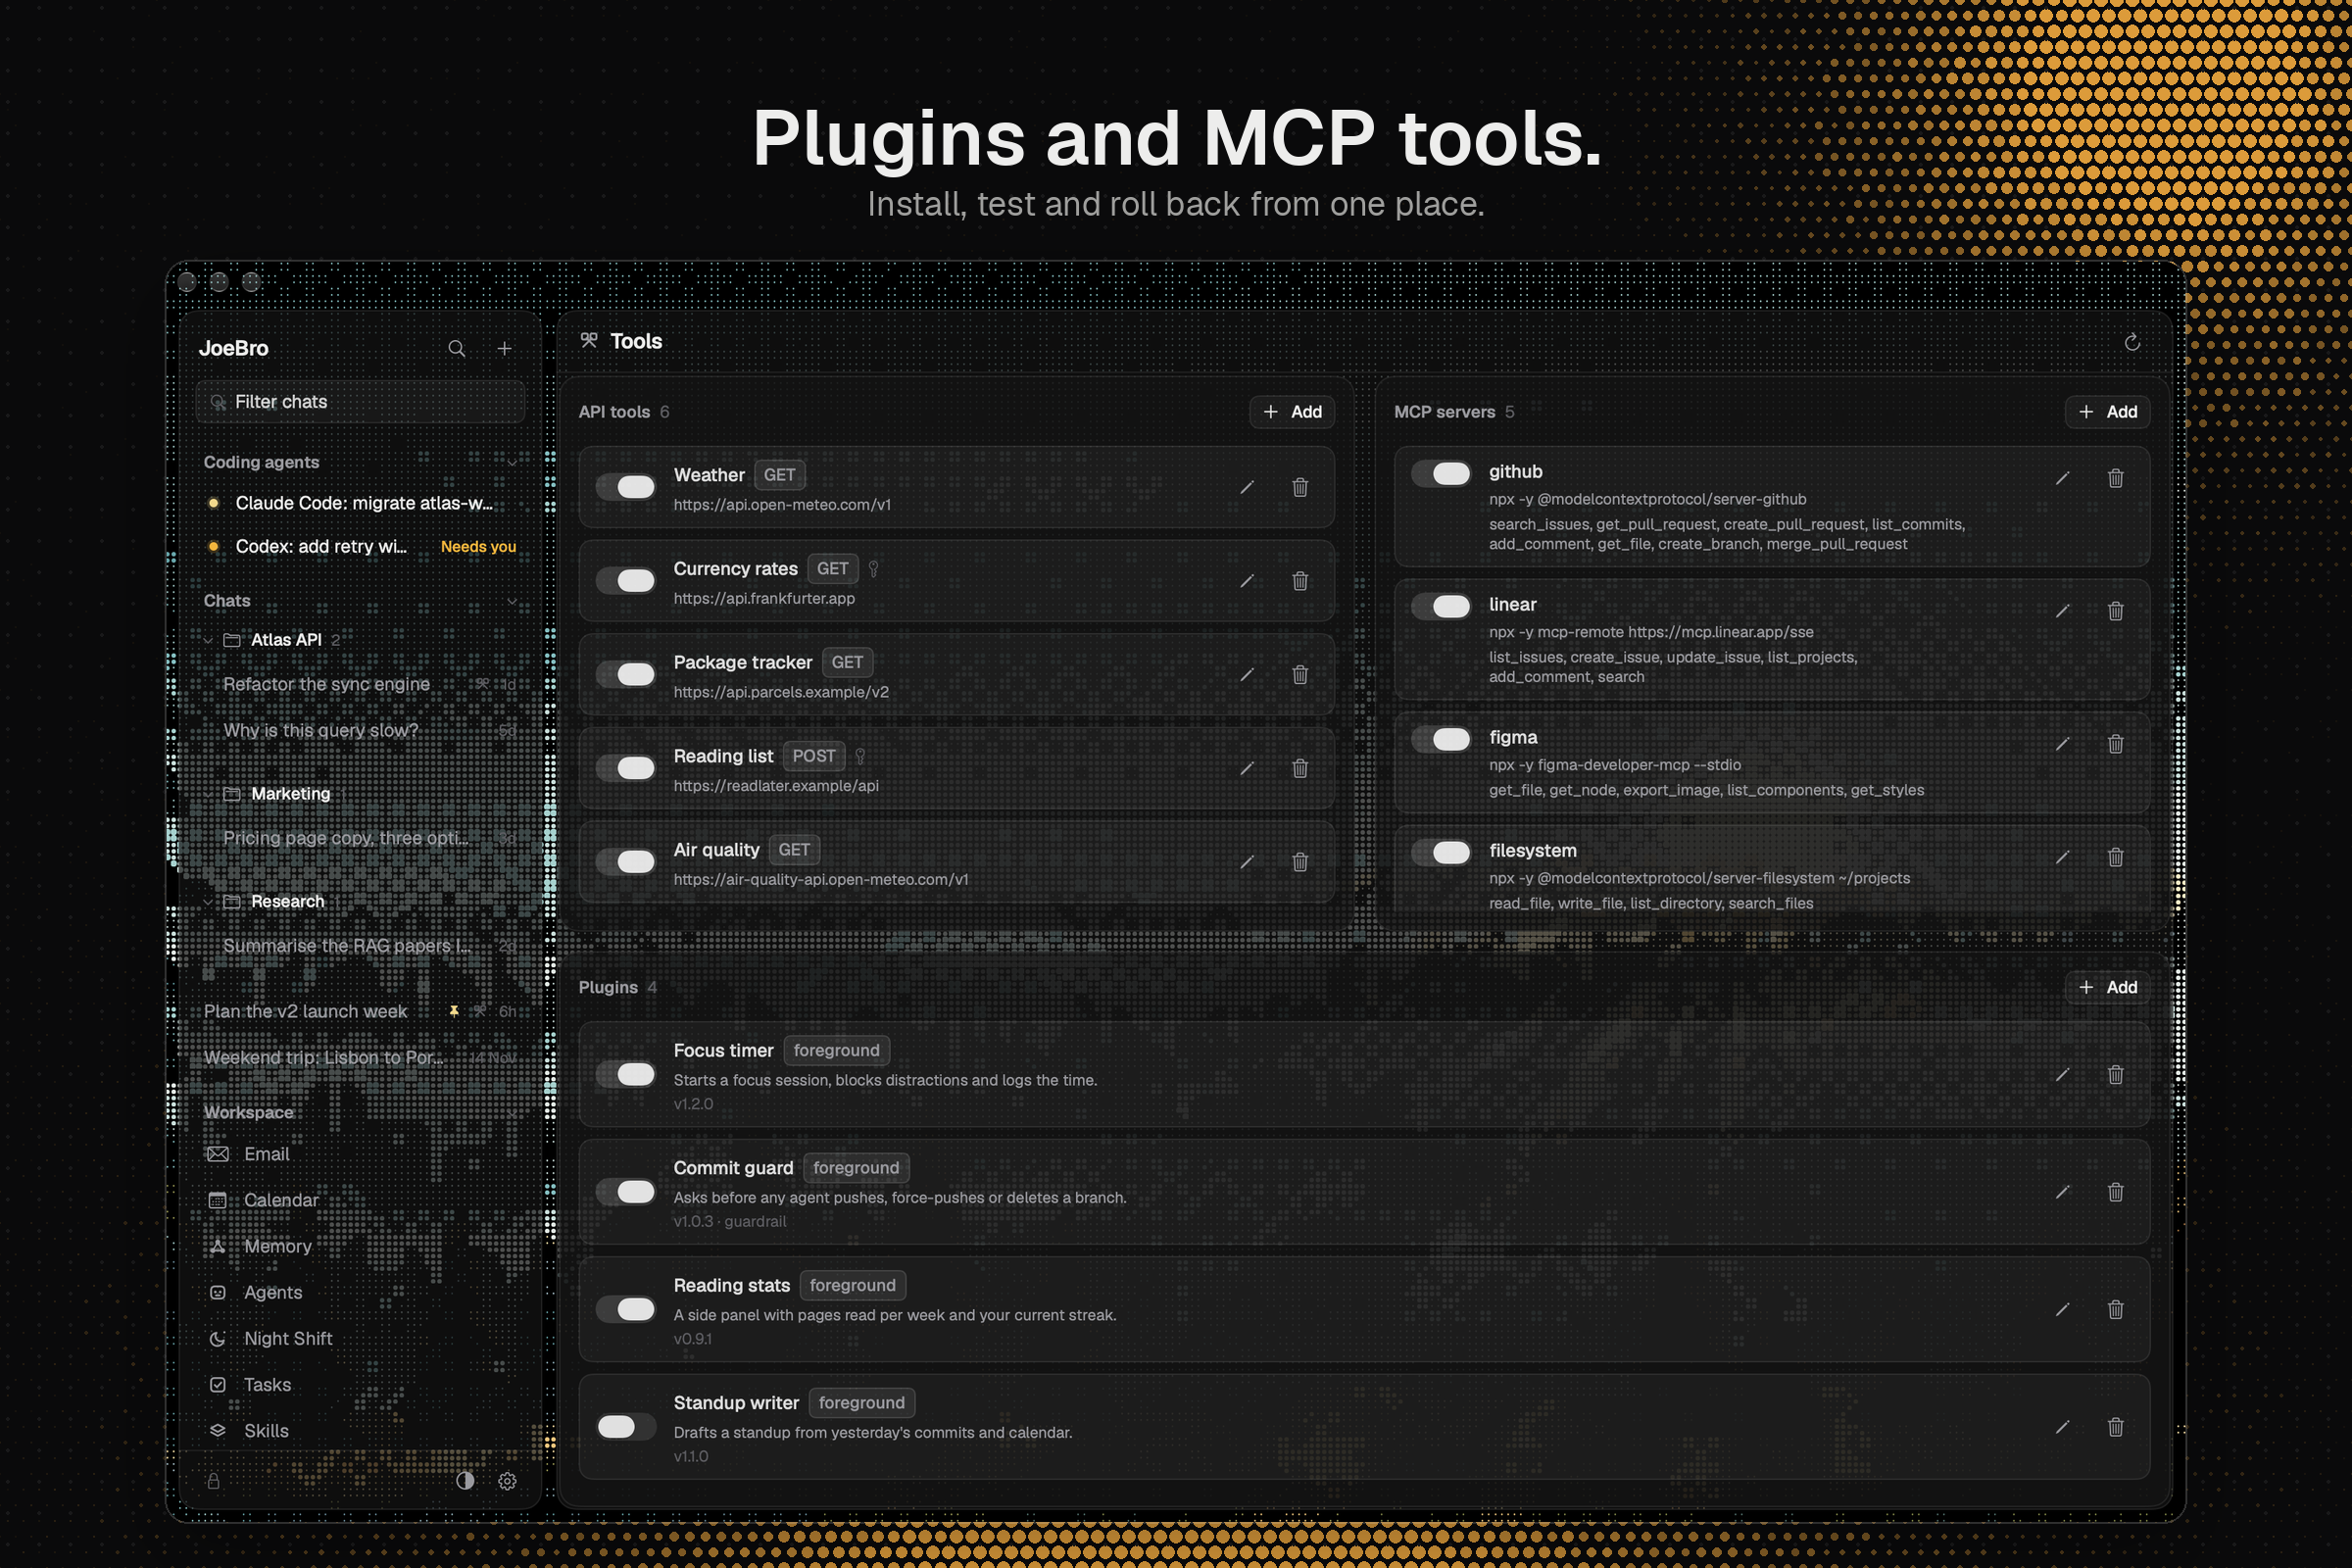 Plugins and MCP tools.
Install, test and roll back from one place.
JoeBro
Filter chats
Coding agents
Claude Code: migrate atlas-w...
Codex: add retry wi... Needs you
Chats
Atlas API 2
Refactor the sync engine 1d
Why is this query slow? 5d
Marketing
Pricing page copy, three opti... 3d
Research
Summarise the RAG papers I... 2d
Plan the v2 launch week 6h
Weekend trip: Lisbon to Por... 14 Nov
Workspace
Email
Calendar
Memory
Agents
Night Shift
Tasks
Skills
Tools
API tools 6 + Add
Weather GET
https://api.open-meteo.com/v1
Currency rates GET
https://api.frankfurter.app
Package tracker GET
https://api.parcels.example/v2
Reading list POST
https://readlater.example/api
Air quality GET
https://air-quality-api.open-meteo.com/v1
MCP servers 5 + Add
github
npx -y @modelcontextprotocol/server-github
search_issues, get_pull_request, create_pull_request, list_commits,
add_comment, get_file, create_branch, merge_pull_request
linear
npx -y mcp-remote https://mcp.linear.app/sse
list_issues, create_issue, update_issue, list_projects,
add_comment, search
figma
npx -y figma-developer-mcp --stdio
get_file, get_node, export_image, list_components, get_styles
filesystem
npx -y @modelcontextprotocol/server-filesystem ~/projects
read_file, write_file, list_directory, search_files
Plugins 4 + Add
Focus timer foreground
Starts a focus session, blocks distractions and logs the time.
v1.2.0
Commit guard foreground
Asks before any agent pushes, force-pushes or deletes a branch.
v1.0.3 · guardrail
Reading stats foreground
A side panel with pages read per week and your current streak.
v0.9.1
Standup writer foreground
Drafts a standup from yesterday's commits and calendar.
v1.1.0